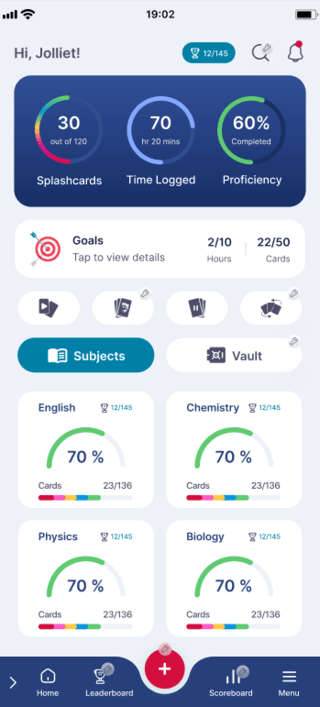 19:02
Hi, Jolliet!
12/145
30
out of 120
Splashcards
70
hr 20 mins
Time Logged
60%
Completed
Proficiency
Goals
Tap to view details
2/10
Hours
22/50
Cards
Subjects
Vault
English
12/145
70 %
Cards
23/136
Chemistry
12/145
70 %
Cards
23/136
Physics
12/145
70 %
Cards
23/136
Biology
12/145
70 %
Cards
23/136
Home
Leaderboard
Scoreboard
Menu